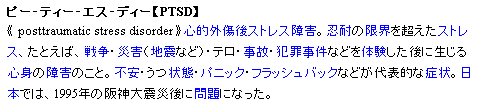 ピー‐ティー‐エス‐ディー【PTSD】
《 posttraumatic stress disorder》心的外傷後ストレス障害。忍耐の限界を超えたストレ
ス、たとえば、戦争・災害（地震など）・テロ・事故・犯罪事件などを体験した後に生じる
心身の障害のこと。不安・うつ状態・パニック・フラッシュバックなどが代表的な症状。日
本では、1995年の阪神大震災後に問題になった。